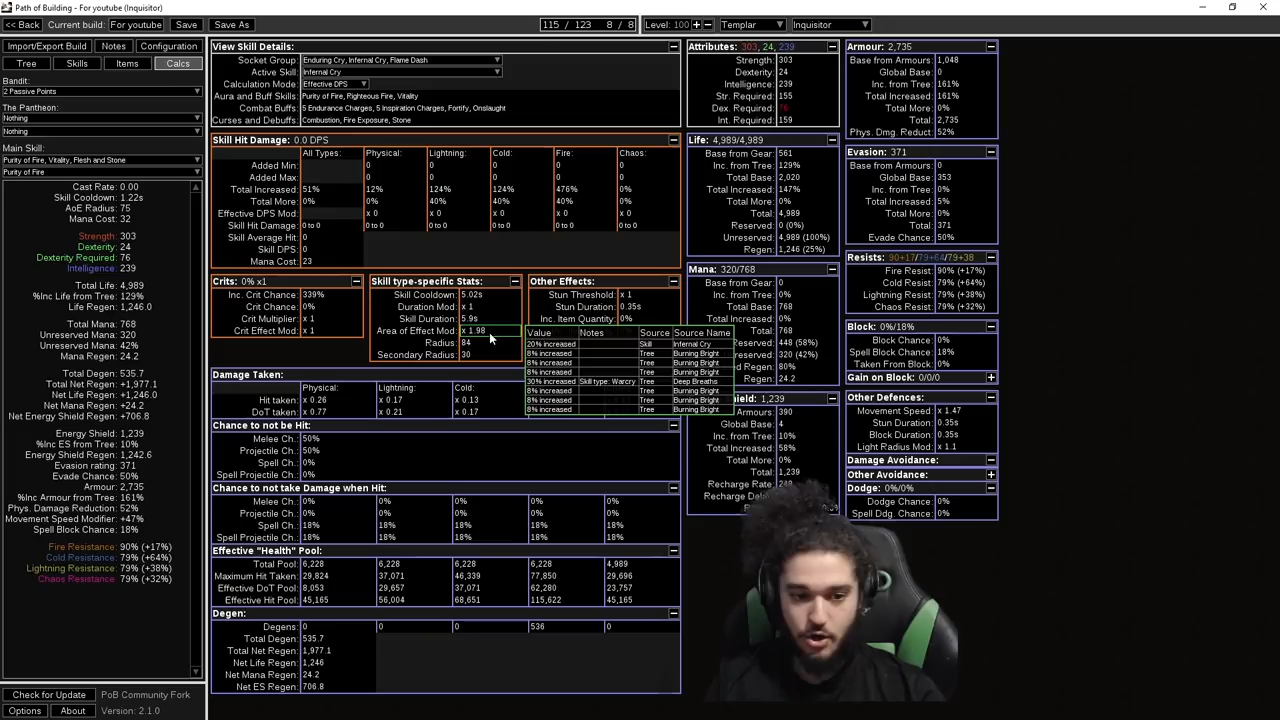 Path of Building - For youtube (Inquisitor)
<< Back Current build: For youtube Save Save As 115 / 123 8 / 8 Level: 100 + - Templar Inquisitor
Import/Export Build Notes Configuration
Tree Skills Items Calcs
Bandit:
2 Passive Points
The Pantheon:
Nothing
Nothing
Main Skill:
Purity of Fire, Vitality, Flesh and Stone
Purity of Fire
Cast Rate: 0.00
Skill Cooldown: 1.22s
AoE Radius: 75
Mana Cost: 32
Strength: 303
Dexterity: 24
Dexterity Required: 76
Intelligence: 239
Total Life: 4,989
%Inc Life from Tree: 129%
Life Regen: 1,246.0
Total Mana: 768
%Inc Mana from Tree: 0%
Unreserved Mana: 320
Unreserved Mana: 42%
Mana Regen: 24.2
Total Degen: 535.7
Total Net Regen: +1,977.1
Net Life Regen: +1,246.0
Net Mana Regen: +24.2
Net Energy Shield Regen: +706.8
Energy Shield: 1,239
%Inc ES from Tree: 10%
Energy Shield Regen: 1,242.6
Evasion rating: 371
Evade Chance: 50%
Armour: 2,735
%Inc Armour from Tree: 161%
Phys. Damage Reduction: 52%
Movement Speed Modifier: +47%
Spell Block Chance: 18%
Fire Resistance: 90% (+17%)
Cold Resistance: 79% (+64%)
Lightning Resistance: 79% (+38%)
Chaos Resistance: 79% (+32%)
Check for Update PoB Community Fork
Options About Version: 2.1.0
View Skill Details:
Socket Group: Enduring Cry, Infernal Cry, Flame Dash
Active Skill: Infernal Cry
Calculation Mode: Effective DPS
Aura and Buff Skills: Purity of Fire, Righteous Fire, Vitality
Combat Buffs: 5 Endurance Charges, 5 Inspiration Charges, Fortify, Onslaught
Curses and Debuffs: Combustion, Fire Exposure, Stone
Skill Hit Damage: 0.0 DPS
All Types: Physical: Lightning: Cold: Fire: Chaos:
Added Min: 0 0 0 0 0
Added Max: 0 0 0 0 0
Total Increased: 51% 12% 124% 124% 476% 0%
Total More: 0% 0% 40% 40% 40% 0%
Effective DPS Mod: x 0 x 0 x 0 x 0 x 0
Skill Hit Damage: 0 to 0 0 to 0 0 to 0 0 to 0 0 to 0 0 to 0
Skill Average Hit: 0
Skill DPS: 0
Mana Cost: 23
Crits: 0% x1
Inc. Crit Chance: 339%
Crit Chance: 0%
Crit Multiplier: x 1
Crit Effect Mod: x 1
Skill type-specific Stats:
Skill Cooldown: 5.02s
Duration Mod: x 1
Skill Duration: 5.9s
Area of Effect Mod: x 1.98
Radius: 84
Secondary Radius: 30
Other Effects:
Stun Threshold: x 1
Stun Duration: 0.35s
Inc. Item Quantity: 0%
Value Notes Source Source Name
20% increased Skill Infernal Cry
8% increased Tree Burning Bright
8% increased Tree Burning Bright
8% increased Tree Burning Bright
30% increased Skill type: Warcry Tree Deep Breaths
8% increased Tree Burning Bright
8% increased Tree Burning Bright
8% increased Tree Burning Bright
Damage Taken:
Physical: Lightning: Cold:
Hit taken: x 0.26 x 0.17 x 0.13
DoT taken: x 0.77 x 0.21 x 0.17
Chance to not be Hit:
Melee Ch.: 50%
Projectile Ch.: 50%
Spell Ch.: 0%
Spell Projectile Ch.: 0%
Chance to not take Damage when Hit:
Melee Ch.: 0% 0% 0% 0% 0%
Projectile Ch.: 0% 0% 0% 0% 0%
Spell Ch.: 18% 18% 18% 18% 18%
Spell Projectile Ch.: 18% 18% 18% 18% 18%
Effective "Health" Pool:
Total Pool: 6,228 6,228 6,228 6,228 4,989
Maximum Hit Taken: 29,824 37,071 46,339 77,850 29,696
Effective DoT Pool: 8,053 29,657 37,071 62,280 23,757
Effective Hit Pool: 45,165 56,004 68,651 115,622 45,165
Degen:
Degens: 0 0 0 536 0
Total Degen: 535.7
Total Net Regen: 1,977.1
Net Life Regen: 1,246
Net Mana Regen: 24.2
Net ES Regen: 706.8
Attributes: 303, 24, 239
Strength: 303
Dexterity: 24
Intelligence: 239
Str. Required: 155
Dex. Required: 76
Int. Required: 159
Life: 4,989/4,989
Base from Gear: 561
Inc. from Tree: 129%
Total Base: 2,020
Total Increased: 147%
Total More: 0%
Total: 4,989
Reserved: 0 (0%)
Unreserved: 4,989 (100%)
Regen: 1,246 (25%)
Mana: 320/768
Base from Gear: 0
Inc. from Tree: 0%
Total Base: 768
Total: 768
eserved: 448 (58%)
eserved: 320 (42%)
Regen: 80%
Regen: 24.2
hield: 1,239
Armours: 390
Global Base: 4
Inc. from Tree: 10%
Total Increased: 58%
Total More: 0%
Total: 1,239
Recharge Rate:
Recharge Dela
Armour: 2,735
Base from Armours: 1,048
Global Base: 0
Inc. from Tree: 161%
Total Increased: 161%
Total More: 0%
Total: 2,735
Phys. Dmg. Reduct: 52%
Evasion: 371
Base from Armours: 0
Global Base: 353
Inc. from Tree: 0%
Total Increased: 5%
Total More: 0%
Total: 371
Evade Chance: 50%
Resists: 90+17/79+64/79+38
Fire Resist: 90% (+17%)
Cold Resist: 79% (+64%)
Lightning Resist: 79% (+38%)
Chaos Resist: 79% (+32%)
Block: 0%/18%
Block Chance: 0%
Spell Block Chance: 18%
Taken From Block: 0%
Gain on Block: 0/0/0
Other Defences:
Movement Speed: x 1.47
Stun Duration: 0.35s
Block Duration: 0.35s
Light Radius Mod: x 1.1
Damage Avoidance:
Other Avoidance:
Dodge: 0%/0%
Dodge Chance: 0%
Spell Ddg. Chance: 0%